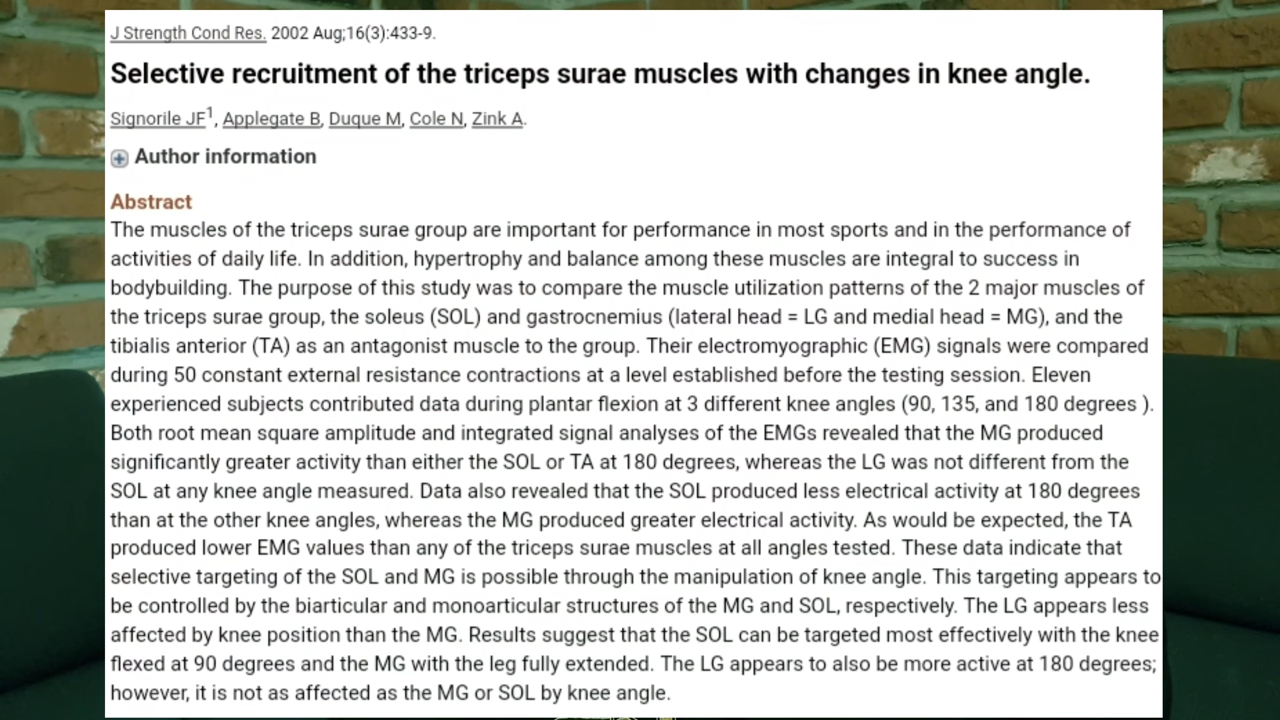 J Strength Cond Res. 2002 Aug;16(3):433-9.
Selective recruitment of the triceps surae muscles with changes in knee angle.
Signorile JF1, Applegate B, Duque M, Cole N, Zink A.
Author information
Abstract
The muscles of the triceps surae group are important for performance in most sports and in the performance of
activities of daily life. In addition, hypertrophy and balance among these muscles are integral to success in
bodybuilding. The purpose of this study was to compare the muscle utilization patterns of the 2 major muscles of
the triceps surae group, the soleus (SOL) and gastrocnemius (lateral head = LG and medial head = MG), and the
tibialis anterior (TA) as an antagonist muscle to the group. Their electromyographic (EMG) signals were compared
during 50 constant external resistance contractions at a level established before the testing session. Eleven
experienced subjects contributed data during plantar flexion at 3 different knee angles (90, 135, and 180 degrees ).
Both root mean square amplitude and integrated signal analyses of the EMGs revealed that the MG produced
significantly greater activity than either the SOL or TA at 180 degrees, whereas the LG was not different from the
SOL at any knee angle measured. Data also revealed that the SOL produced less electrical activity at 180 degrees
than at the other knee angles, whereas the MG produced greater electrical activity. As would be expected, the TA
produced lower EMG values than any of the triceps surae muscles at all angles tested. These data indicate that
selective targeting of the SOL and MG is possible through the manipulation of knee angle. This targeting appears to
be controlled by the biarticular and monoarticular structures of the MG and SOL, respectively. The LG appears less
affected by knee position than the MG. Results suggest that the SOL can be targeted most effectively with the knee
flexed at 90 degrees and the MG with the leg fully extended. The LG appears to also be more active at 180 degrees;
however, it is not as affected as the MG or SOL by knee angle.